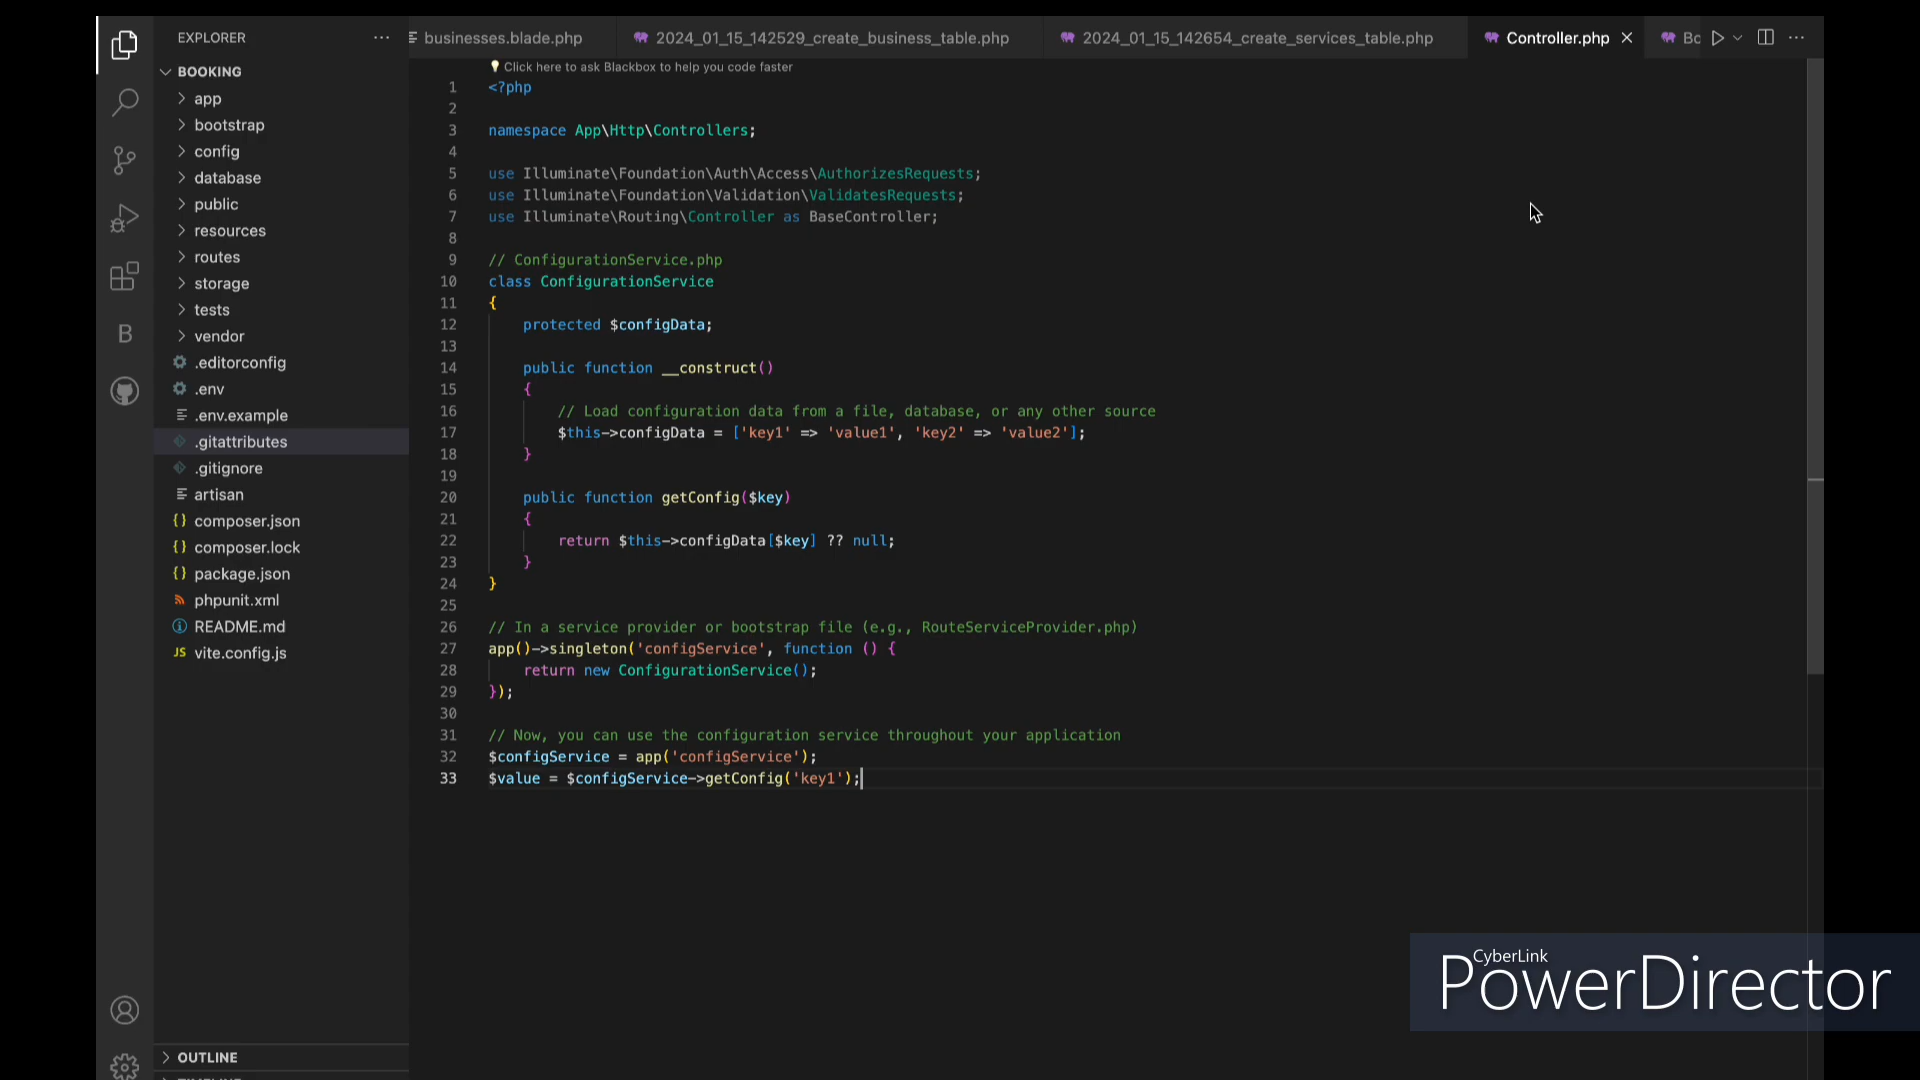 EXPLORER
BOOKING
app
bootstrap
config
database
public
resources
routes
storage
tests
vendor
.editorconfig
.env
.env.example
.gitattributes
.gitignore
artisan
composer.json
composer.lock
package.json
phpunit.xml
README.md
JS vite.config.js
OUTLINE
B
businesses.blade.php
2024_01_15_142529_create_business_table.php
2024_01_15_142654_create_services_table.php
Controller.php
Bo
Click here to ask Blackbox to help you code faster
1 <?php
2
3 namespace App\Http\Controllers;
4
5 use Illuminate\Foundation\Auth\Access\AuthorizesRequests;
6 use Illuminate\Foundation\Validation\ValidatesRequests;
7 use Illuminate\Routing\Controller as BaseController;
8
9 // ConfigurationService.php
10 class ConfigurationService
11 {
12 protected $configData;
13
14 public function __construct()
15 {
16 // Load configuration data from a file, database, or any other source
17 $this->configData = ['key1' => 'value1', 'key2' => 'value2'];
18 }
19
20 public function getConfig($key)
21 {
22 return $this->configData[$key] ?? null;
23 }
24 }
25
26 // In a service provider or bootstrap file (e.g., RouteServiceProvider.php)
27 app()->singleton('configService', function () {
28 return new ConfigurationService();
29 });
30
31 // Now, you can use the configuration service throughout your application
32 $configService = app('configService');
33 $value = $configService->getConfig('key1');
CyberLink
PowerDirector